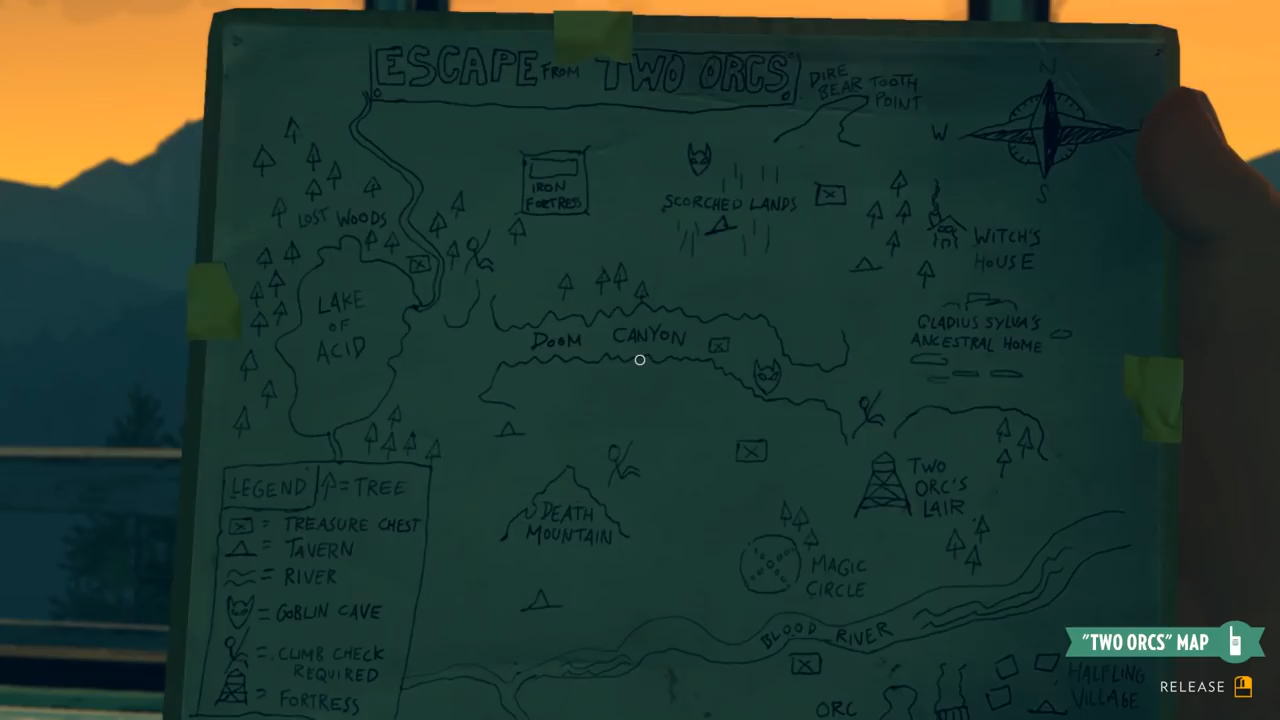 ESCAPE FROM TWO ORCS
DIRE
BEAR TOOTH
POINT
N
W
S
IRON
FORTRESS
SCORCHED LANDS
LOST WOODS
WITCH'S
HOUSE
LAKE
OF
ACID
DOOM CANYON
GLADIUS SYLVA'S
ANCESTRAL HOME
LEGEND = TREE
= TREASURE CHEST
= TAVERN
= RIVER
= GOBLIN CAVE
= CLIMB CHECK
REQUIRED
= FORTRESS
DEATH
MOUNTAIN
TWO
ORC'S
LAIR
MAGIC
CIRCLE
BLOOD RIVER
ORC
HALFLING
VILLAGE
"TWO ORCS" MAP
RELEASE